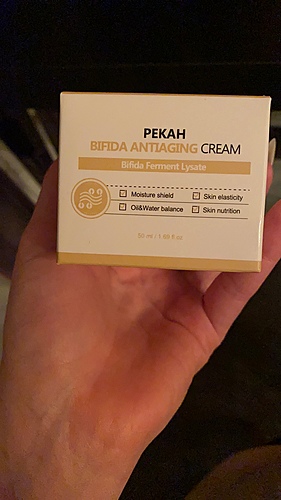 PEKAH
BIFIDA ANTIAGING CREAM
Bifida Ferment Lysate
Moisture shield
Skin elasticity
Oil&Water balance
Skin nutrition
50 ml / 1.69 fl.oz